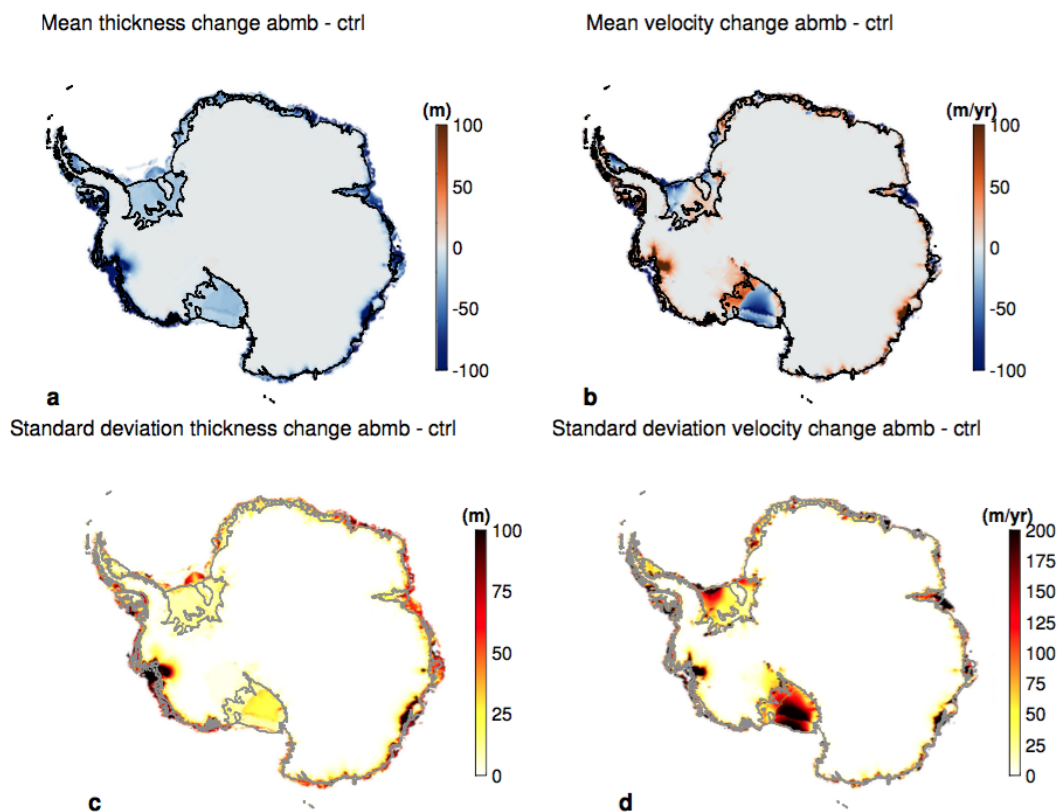 Mean thickness change abmb - ctrl
Mean velocity change abmb - ctrl
(m)
100
50
0
-50
-100
a
(m/yr)
100
50
0
-50
-100
b
Standard deviation thickness change abmb - ctrl
Standard deviation velocity change abmb - ctrl
(m)
100
75
50
25
0
c
(m/yr)
200
175
150
125
100
75
50
25
0
d